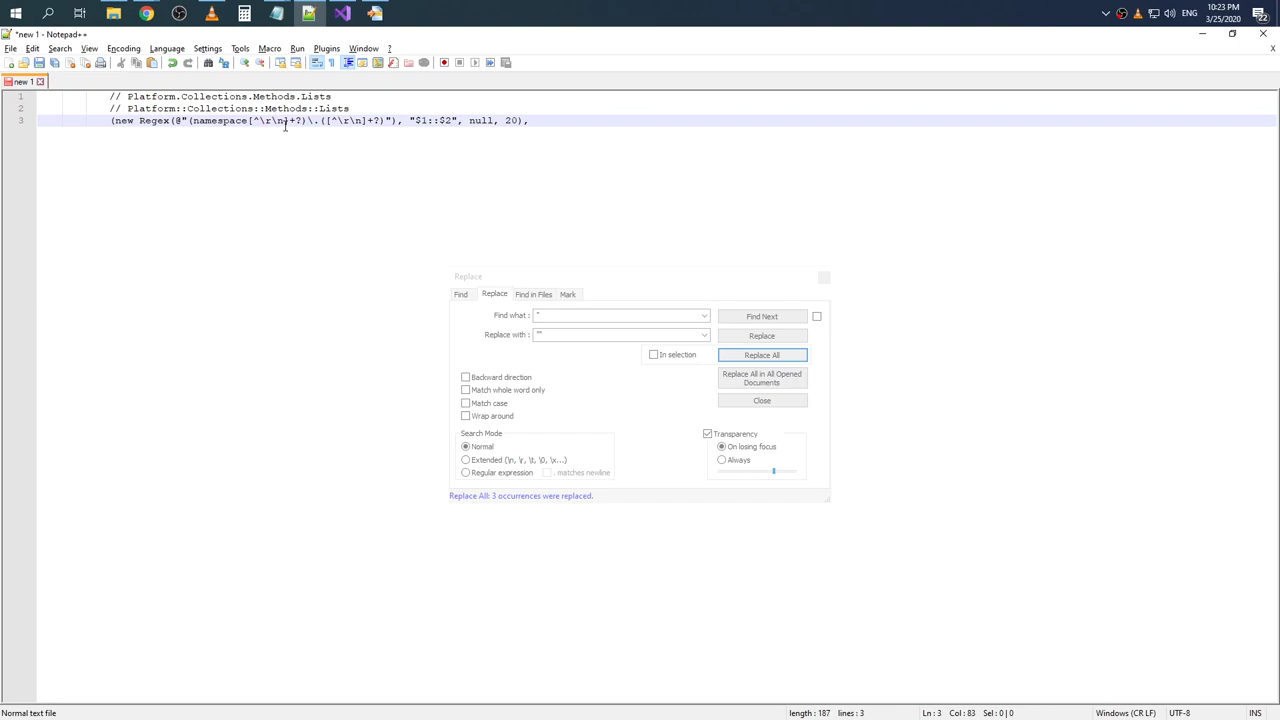 10:23 PM
ENG
3/25/2020
22
*new 1 - Notepad++
File Edit Search View Encoding Language Settings Tools Macro Run Plugins Window ?
X
new 1
1 // Platform.Collections.Methods.Lists
2 // Platform::Collections::Methods::Lists
3 (new Regex(@"(namespace[^\r\n]+?)\.([^\r\n]+?)"), "$1::$2", null, 20),
Replace
Find Replace Find in Files Mark
Find what : " Find Next
Replace with : "" Replace
In selection Replace All
Replace All in All Opened
Documents
Backward direction
Match whole word only
Match case
Close
Wrap around
Search Mode
Normal
Extended (\n, \r, \t, \0, \x...)
Regular expression . matches newline
Transparency
On losing focus
Always
Replace All: 3 occurrences were replaced.
Normal text file length : 187 lines : 3 Ln : 3 Col : 83 Sel : 0 | 0 Windows (CR LF) UTF-8 INS